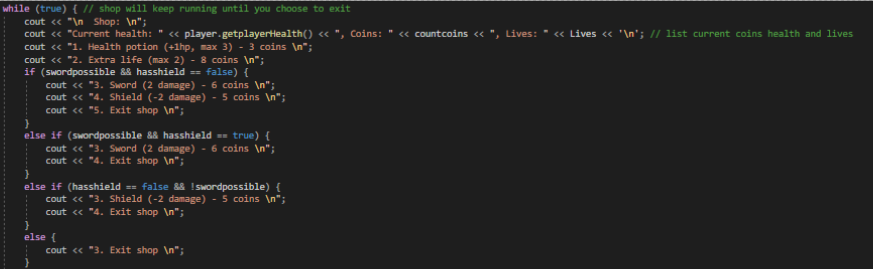 while (true) { // shop will keep running until you choose to exit
cout << "\n  Shop: \n";
cout << "Current health: " << player.getplayerHealth() << ", Coins: " << countcoins << ", Lives: " << Lives << '\n'; // list current coins health and lives
cout << "1. Health potion (+1hp, max 3) - 3 coins \n";
cout << "2. Extra life (max 2) - 8 coins \n";
if (swordpossible && hasshield == false) {
cout << "3. Sword (2 damage) - 6 coins \n";
cout << "4. Shield (-2 damage) - 5 coins \n";
cout << "5. Exit shop \n";
}
else if (swordpossible && hasshield == true) {
cout << "3. Sword (2 damage) - 6 coins \n";
cout << "4. Exit shop \n";
}
else if (hasshield == false && !swordpossible) {
cout << "3. Shield (-2 damage) - 5 coins \n";
cout << "4. Exit shop \n";
}
else {
cout << "3. Exit shop \n";
}